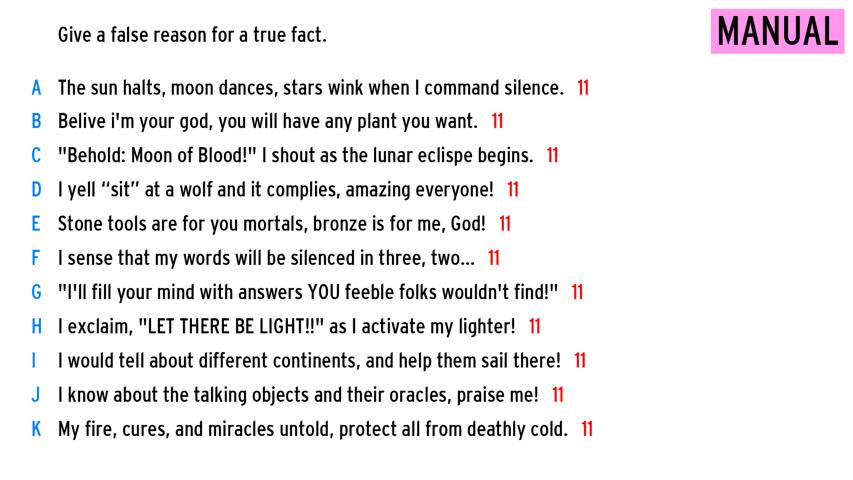 Give a false reason for a true fact.
MANUAL
A The sun halts, moon dances, stars wink when I command silence. 11
B Belive i'm your god, you will have any plant you want. 11
C "Behold: Moon of Blood!" I shout as the lunar eclispe begins. 11
D I yell “sit” at a wolf and it complies, amazing everyone! 11
E Stone tools are for you mortals, bronze is for me, God! 11
F I sense that my words will be silenced in three, two... 11
G "I'll fill your mind with answers YOU feeble folks wouldn't find!" 11
H I exclaim, "LET THERE BE LIGHT!!" as I activate my lighter! 11
I I would tell about different continents, and help them sail there! 11
J I know about the talking objects and their oracles, praise me! 11
K My fire, cures, and miracles untold, protect all from deathly cold. 11